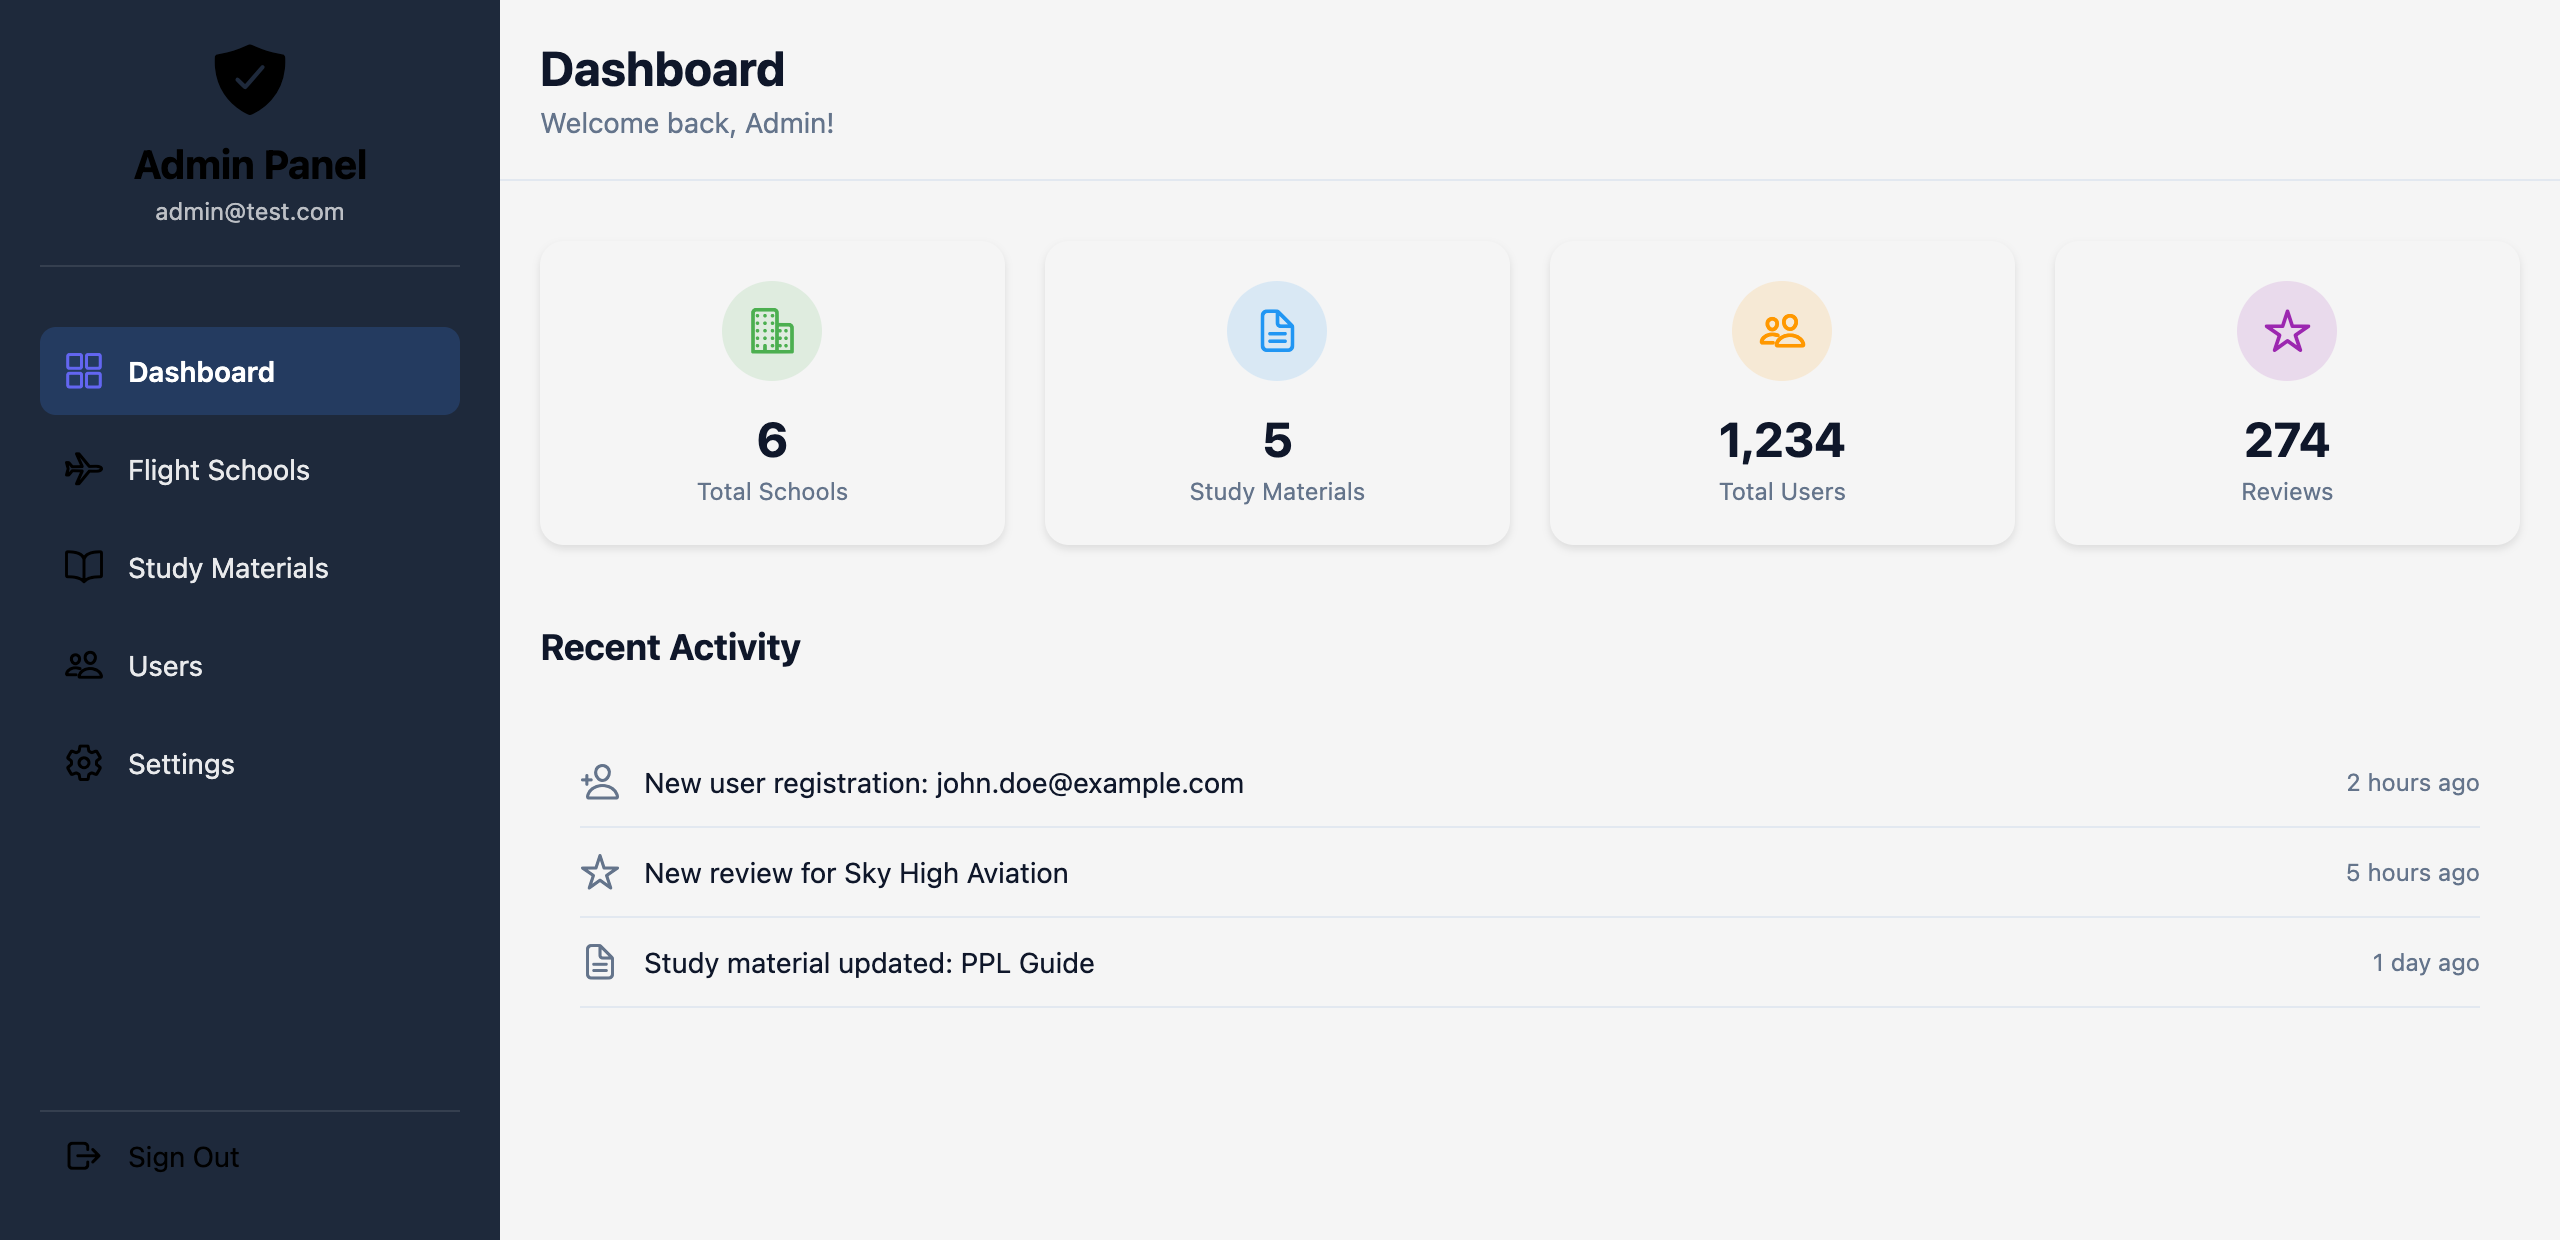 Admin Panel
admin@test.com
Dashboard
Flight Schools
Study Materials
Users
Settings
Sign Out
Dashboard
Welcome back, Admin!
6
Total Schools
5
Study Materials
1,234
Total Users
274
Reviews
Recent Activity
New user registration: john.doe@example.com
2 hours ago
New review for Sky High Aviation
5 hours ago
Study material updated: PPL Guide
1 day ago